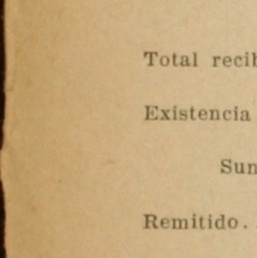 Total recib
Existencia
Sun
Remitido.